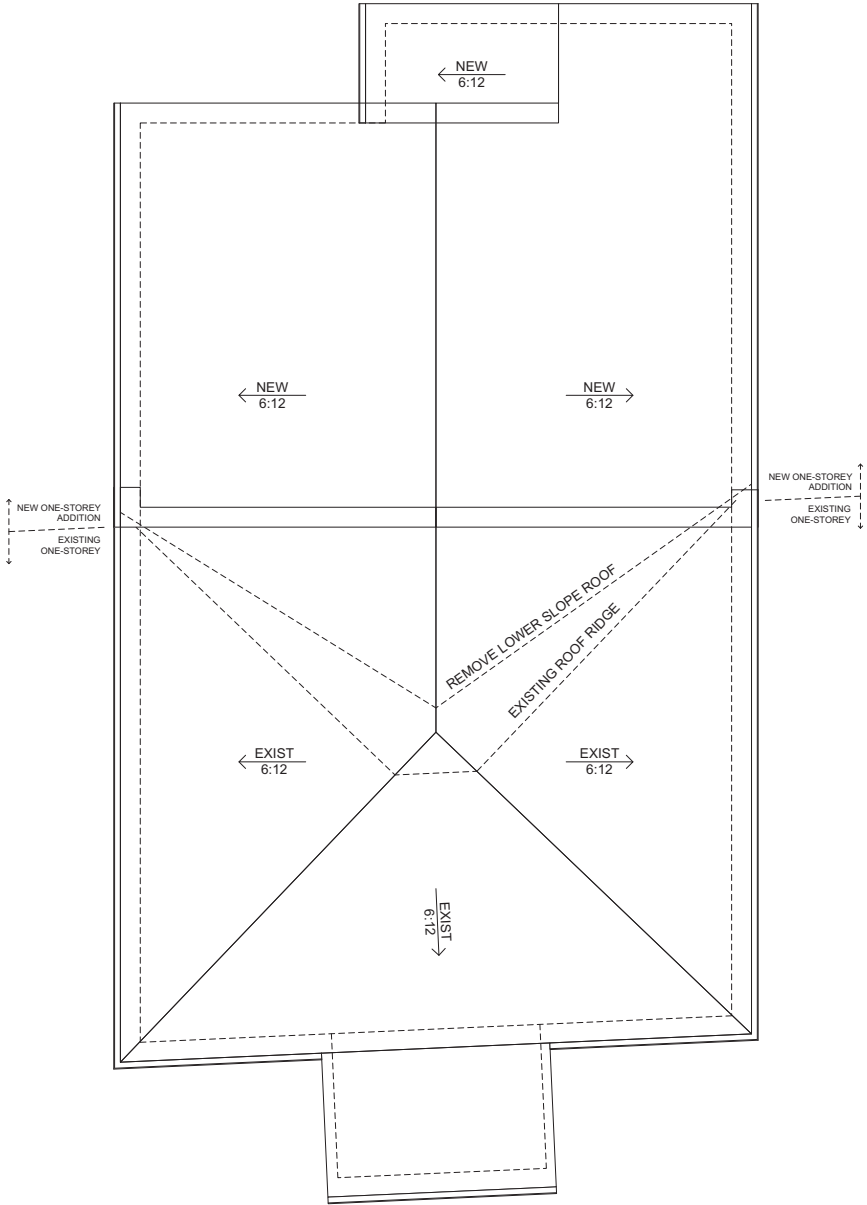 NEW
6:12
NEW
6:12
NEW
6:12
NEW ONE-STOREY
ADDITION
EXISTING
ONE-STOREY
NEW ONE-STOREY
ADDITION
EXISTING
ONE-STOREY
REMOVE LOWER SLOPE ROOF
EXISTING ROOF RIDGE
EXIST
6:12
EXIST
6:12
EXIST
6:12